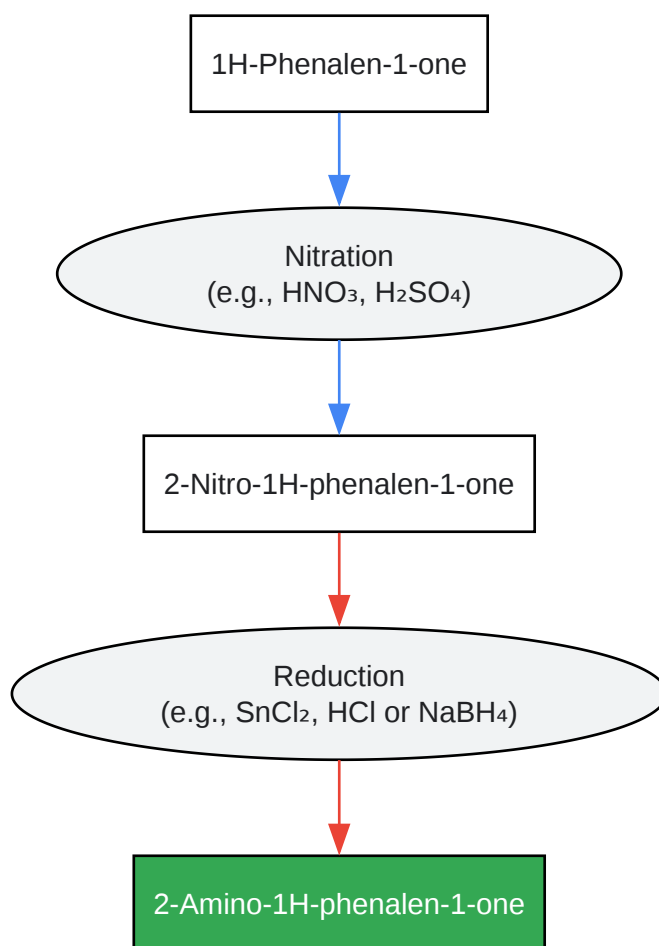 1H-Phenalen-1-one
Nitration
(e.g., HNO₃, H₂SO₄)
2-Nitro-1H-phenalen-1-one
Reduction
(e.g., SnCl₂, HCl or NaBH₄)
2-Amino-1H-phenalen-1-one